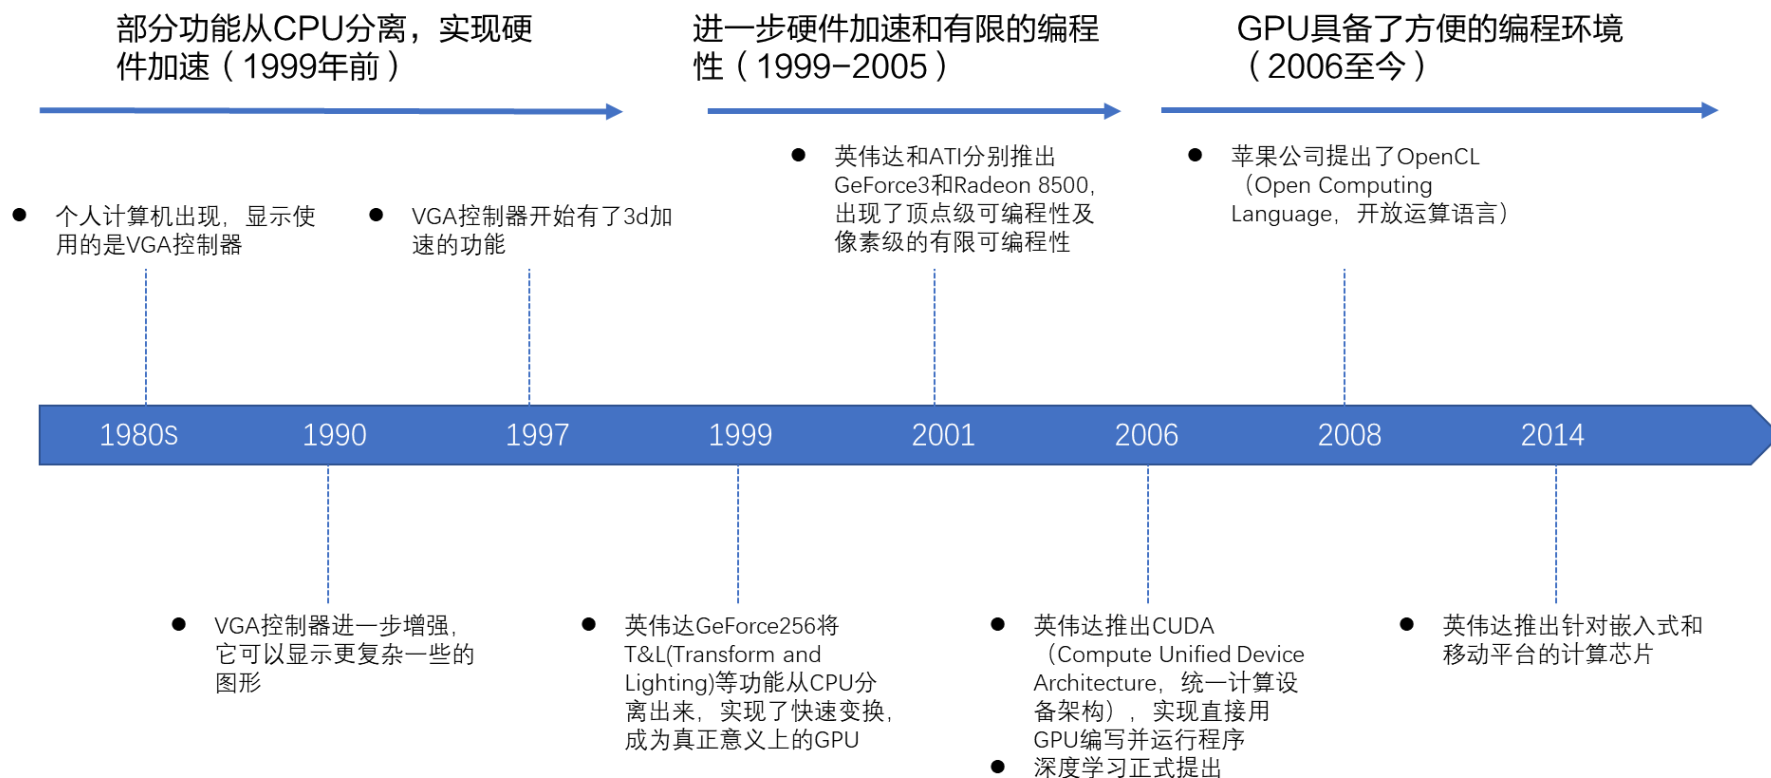 部分功能从CPU分离，实现硬
件加速（1999年前）
进一步硬件加速和有限的编程
性（1999-2005）
GPU具备了方便的编程环境
（2006至今）
● 个人计算机出现，显示使
用的是VGA控制器
● VGA控制器开始有了3d加
速的功能
● 英伟达和ATI分别推出
GeForce3和Radeon 8500,
出现了顶点级可编程性及
像素级的有限可编程性
● 苹果公司提出了OpenCL
（Open Computing
Language，开放运算语言）
1980s 1990 1997 1999 2001 2006 2008 2014
● VGA控制器进一步增强，
它可以显示更复杂一些的
图形
● 英伟达GeForce256将
T&L(Transform and
Lighting)等功能从CPU分
离出来，实现了快速变换，
成为真正意义上的GPU
● 英伟达推出CUDA
（Compute Unified Device
Architecture，统一计算设
备架构），实现直接用
GPU编写并运行程序
● 深度学习正式提出
● 英伟达推出针对嵌入式和
移动平台的计算芯片